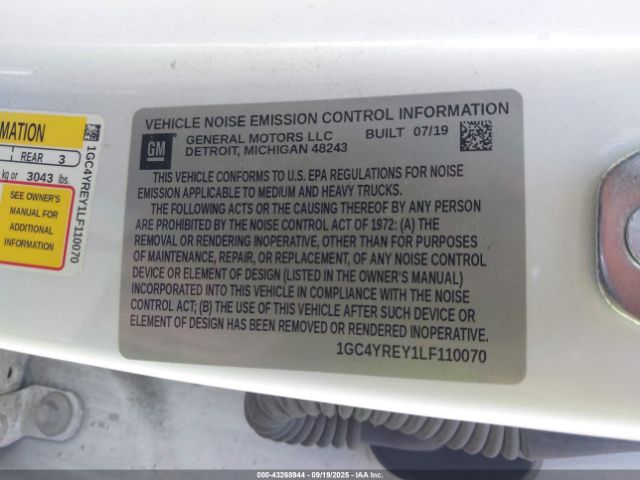 MATION
REAR 3
kg or 3043 lbs.
SEE OWNER'S
MANUAL FOR
ADDITIONAL
INFORMATION
1GC4YREY1LF110070
VEHICLE NOISE EMISSION CONTROL INFORMATION
GM
GENERAL MOTORS LLC BUILT 07/19
DETROIT, MICHIGAN 48243
THIS VEHICLE CONFORMS TO U.S. EPA REGULATIONS FOR NOISE
EMISSION APPLICABLE TO MEDIUM AND HEAVY TRUCKS.
THE FOLLOWING ACTS OR THE CAUSING THEREOF BY ANY PERSON
ARE PROHIBITED BY THE NOISE CONTROL ACT OF 1972: (A) THE
REMOVAL OR RENDERING INOPERATIVE, OTHER THAN FOR PURPOSES
OF MAINTENANCE, REPAIR, OR REPLACEMENT, OF ANY NOISE CONTROL
DEVICE OR ELEMENT OF DESIGN (LISTED IN THE OWNER'S MANUAL)
INCORPORATED INTO THIS VEHICLE IN COMPLIANCE WITH THE NOISE
CONTROL ACT; (B) THE USE OF THIS VEHICLE AFTER SUCH DEVICE OR
ELEMENT OF DESIGN HAS BEEN REMOVED OR RENDERED INOPERATIVE.
1GC4YREY1LF110070
000-43268944 - 09/19/2025 - IAA Inc.